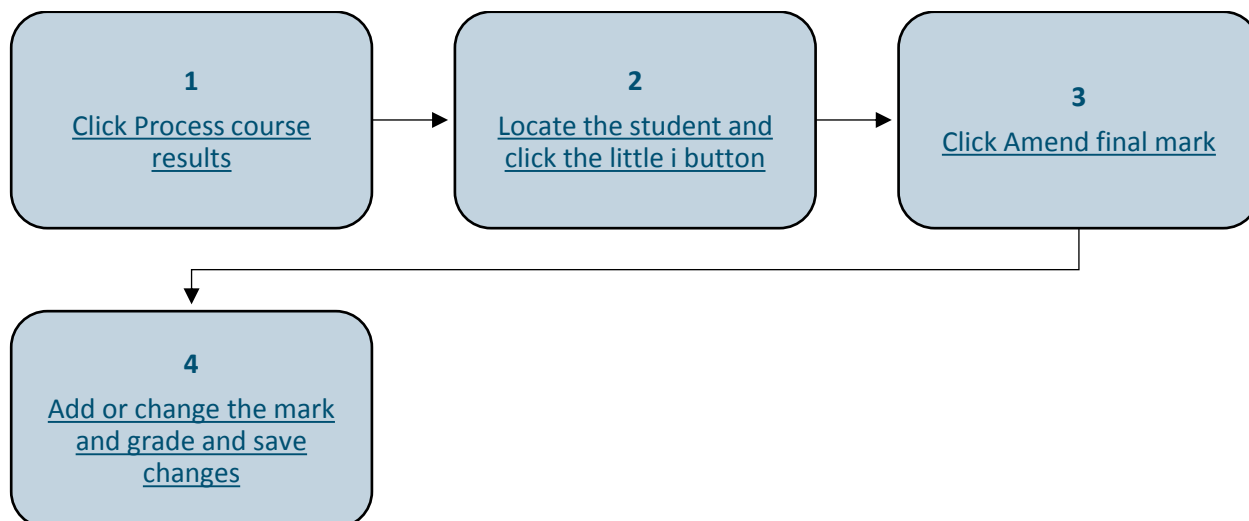 1
Click Process course
results
2
Locate the student and
click the little i button
3
Click Amend final mark
4
Add or change the mark
and grade and save
changes